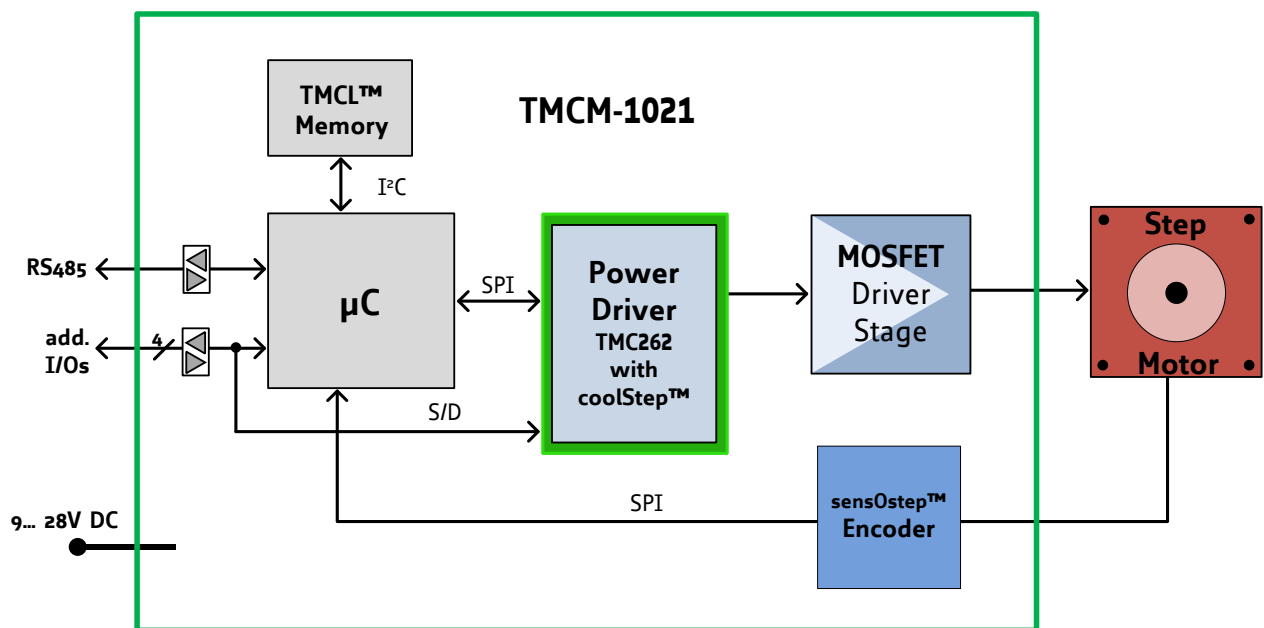 TMCL™
Memory
TMCM-1021
I²C
RS485
µC
SPI
Power
Driver
TMC262
with
coolStep™
MOSFET
Driver
Stage
Step
Motor
add.
I/Os
4
S/D
SPI
sensOstep™
Encoder
9... 28V DC